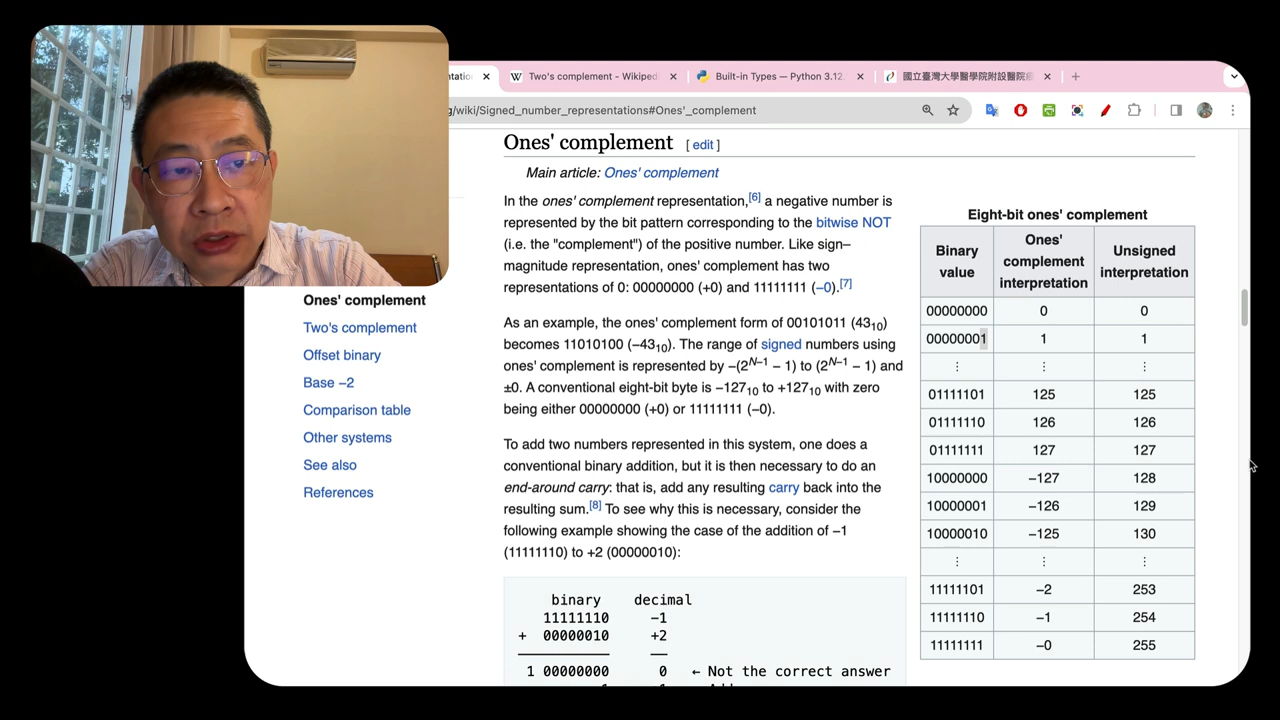 Two's complement - Wikiped
Built-in Types — Python 3.12.
國立臺灣大學醫學院附設醫院
g/wiki/Signed_number_representations#Ones'_complement
Ones' complement
Two's complement
Offset binary
Base −2
Comparison table
Other systems
See also
References
Ones' complement [ edit ]
Main article: Ones' complement
In the ones' complement representation,[6] a negative number is
represented by the bit pattern corresponding to the bitwise NOT
(i.e. the "complement") of the positive number. Like sign–
magnitude representation, ones' complement has two
representations of 0: 00000000 (+0) and 11111111 (−0).[7]
As an example, the ones' complement form of 00101011 (43₁₀)
becomes 11010100 (−43₁₀). The range of signed numbers using
ones' complement is represented by −(2ᴺ⁻¹ − 1) to (2ᴺ⁻¹ − 1) and
±0. A conventional eight-bit byte is −127₁₀ to +127₁₀ with zero
being either 00000000 (+0) or 11111111 (−0).
To add two numbers represented in this system, one does a
conventional binary addition, but it is then necessary to do an
end-around carry: that is, add any resulting carry back into the
resulting sum.[8] To see why this is necessary, consider the
following example showing the case of the addition of −1
(11111110) to +2 (00000010):
binary decimal
11111110 −1
+ 00000010 +2
1 00000000 0 ← Not the correct answer
Eight-bit ones' complement
Binary
value
Ones'
complement
interpretation
Unsigned
interpretation
00000000 0 0
00000001 1 1
⋮ ⋮ ⋮
01111101 125 125
01111110 126 126
01111111 127 127
10000000 −127 128
10000001 −126 129
10000010 −125 130
⋮ ⋮ ⋮
11111101 −2 253
11111110 −1 254
11111111 −0 255